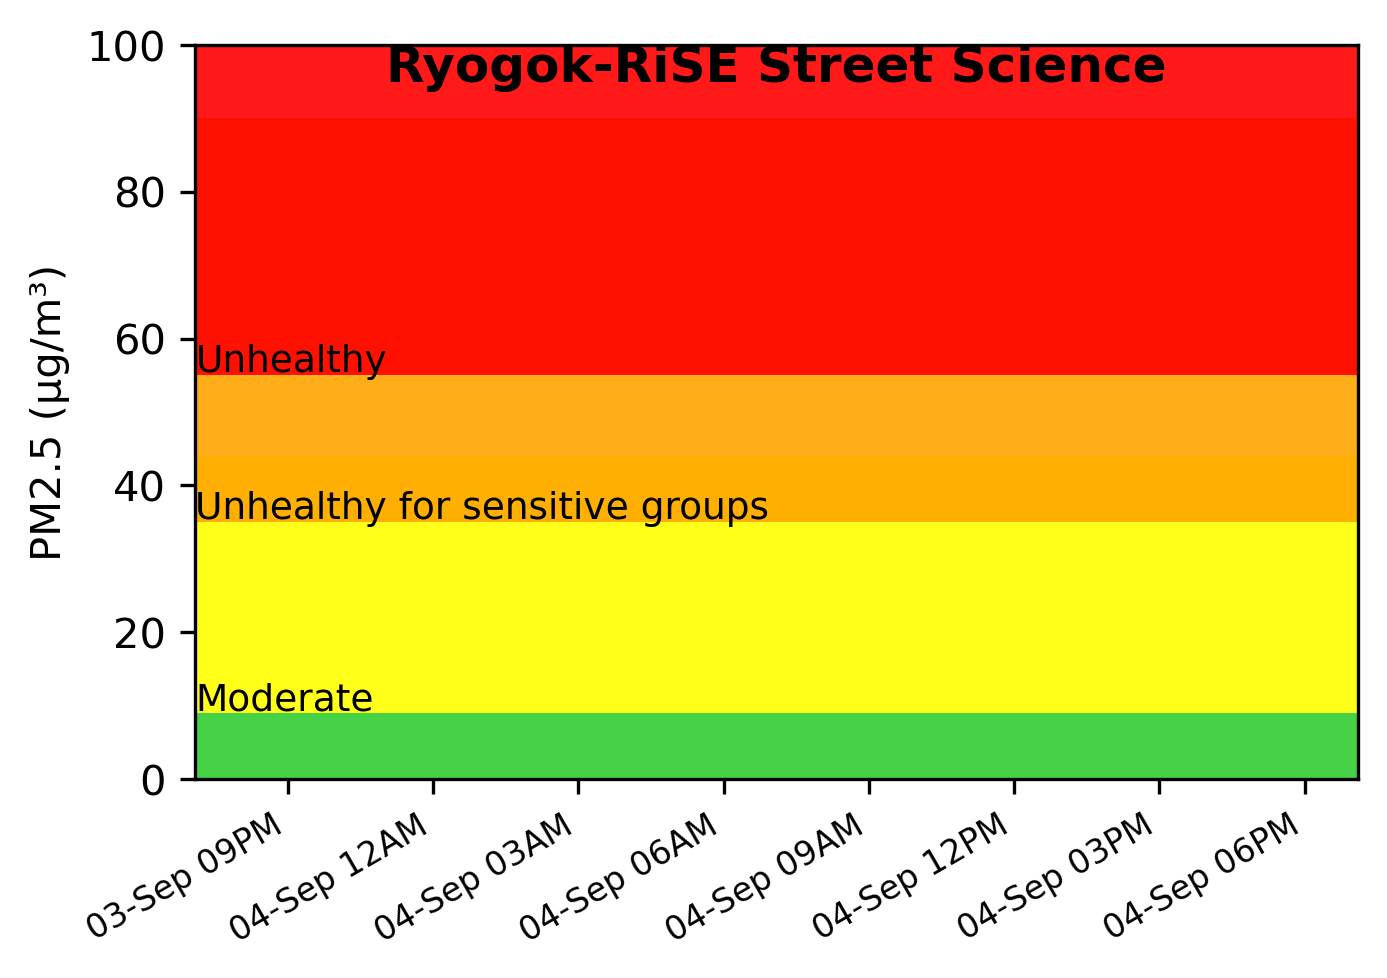 Ryogok-RiSE Street Science
PM2.5 (µg/m³)
100
80
60
40
20
0
Unhealthy
Unhealthy for sensitive groups
Moderate
03-Sep 09PM
04-Sep 12AM
04-Sep 03AM
04-Sep 06AM
04-Sep 09AM
04-Sep 12PM
04-Sep 03PM
04-Sep 06PM